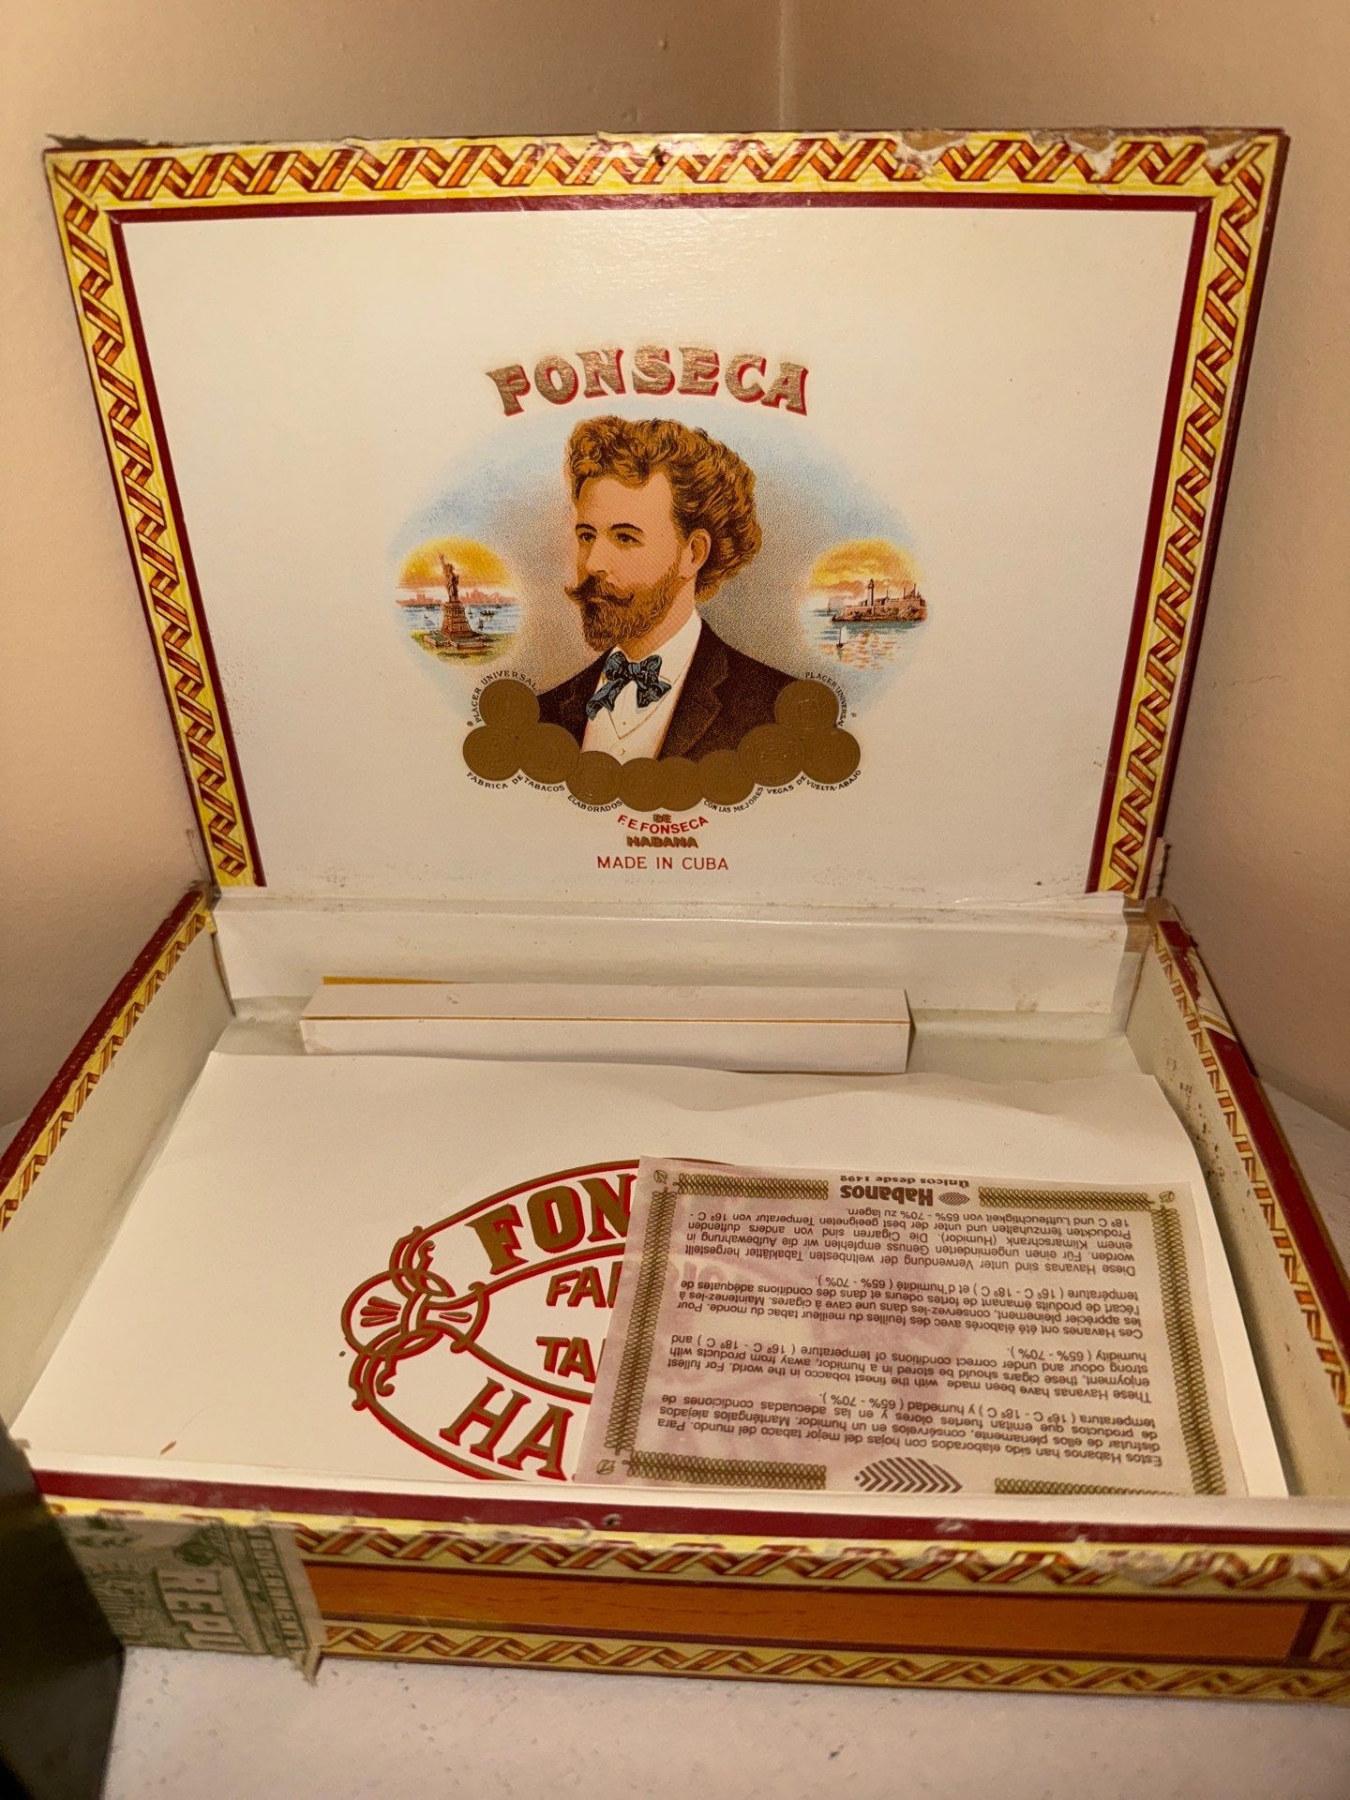 FONSECA
PLACER UNIVERSAL
PLACER UNIVERSAL
FABRICA DE TABACOS ELABORADOS CON LAS MEJORES VEGAS DE VUELTA-ABAJO
DE
F.E. FONSECA
HABANA
MADE IN CUBA
FON
FA
TA
HA
Estos Habanos han sido elaborados con hojas del mejor tabaco del mundo. Para
disfrutar de ellos plenamente, consérvelos en un humidor. Manténgalos alejados
de productos que emitan fuertes olores y en las adecuadas condiciones de
temperatura ( 16º C - 18º C ) y humedad ( 65% - 70% ).
These Havanas have been made with the finest tobacco in the world. For fullest
enjoyment, these cigars should be stored in a humidor, away from products with
strong odour and under correct conditions of temperature ( 16º C - 18º C ) and
humidity ( 65% - 70% ).
Ces Havanes ont été élaborés avec des feuilles du meilleur tabac du monde. Pour
les apprécier pleinement, conservez-les dans une cave à cigares. Maintenez-les à
l'écart de produits émanant de fortes odeurs et dans des conditions adéquates de
température ( 16º C - 18º C ) et d'humidité ( 65% - 70% ).
Diese Havanas sind unter Verwendung der weltbesten Tabakblätter hergestellt
worden. Für einen ungeminderten Genuss empfehlen wir die Aufbewahrung in
einem Klimaschrank (Humidor). Die Cigarren sind von anders duftenden
Produkten fernzuhalten und unter der best geeigneten Temperatur von 16º C -
18º C und Luftfeuchtigkeit von 65% - 70% zu lagern.
Habanos
Únicos desde 1492
REPU